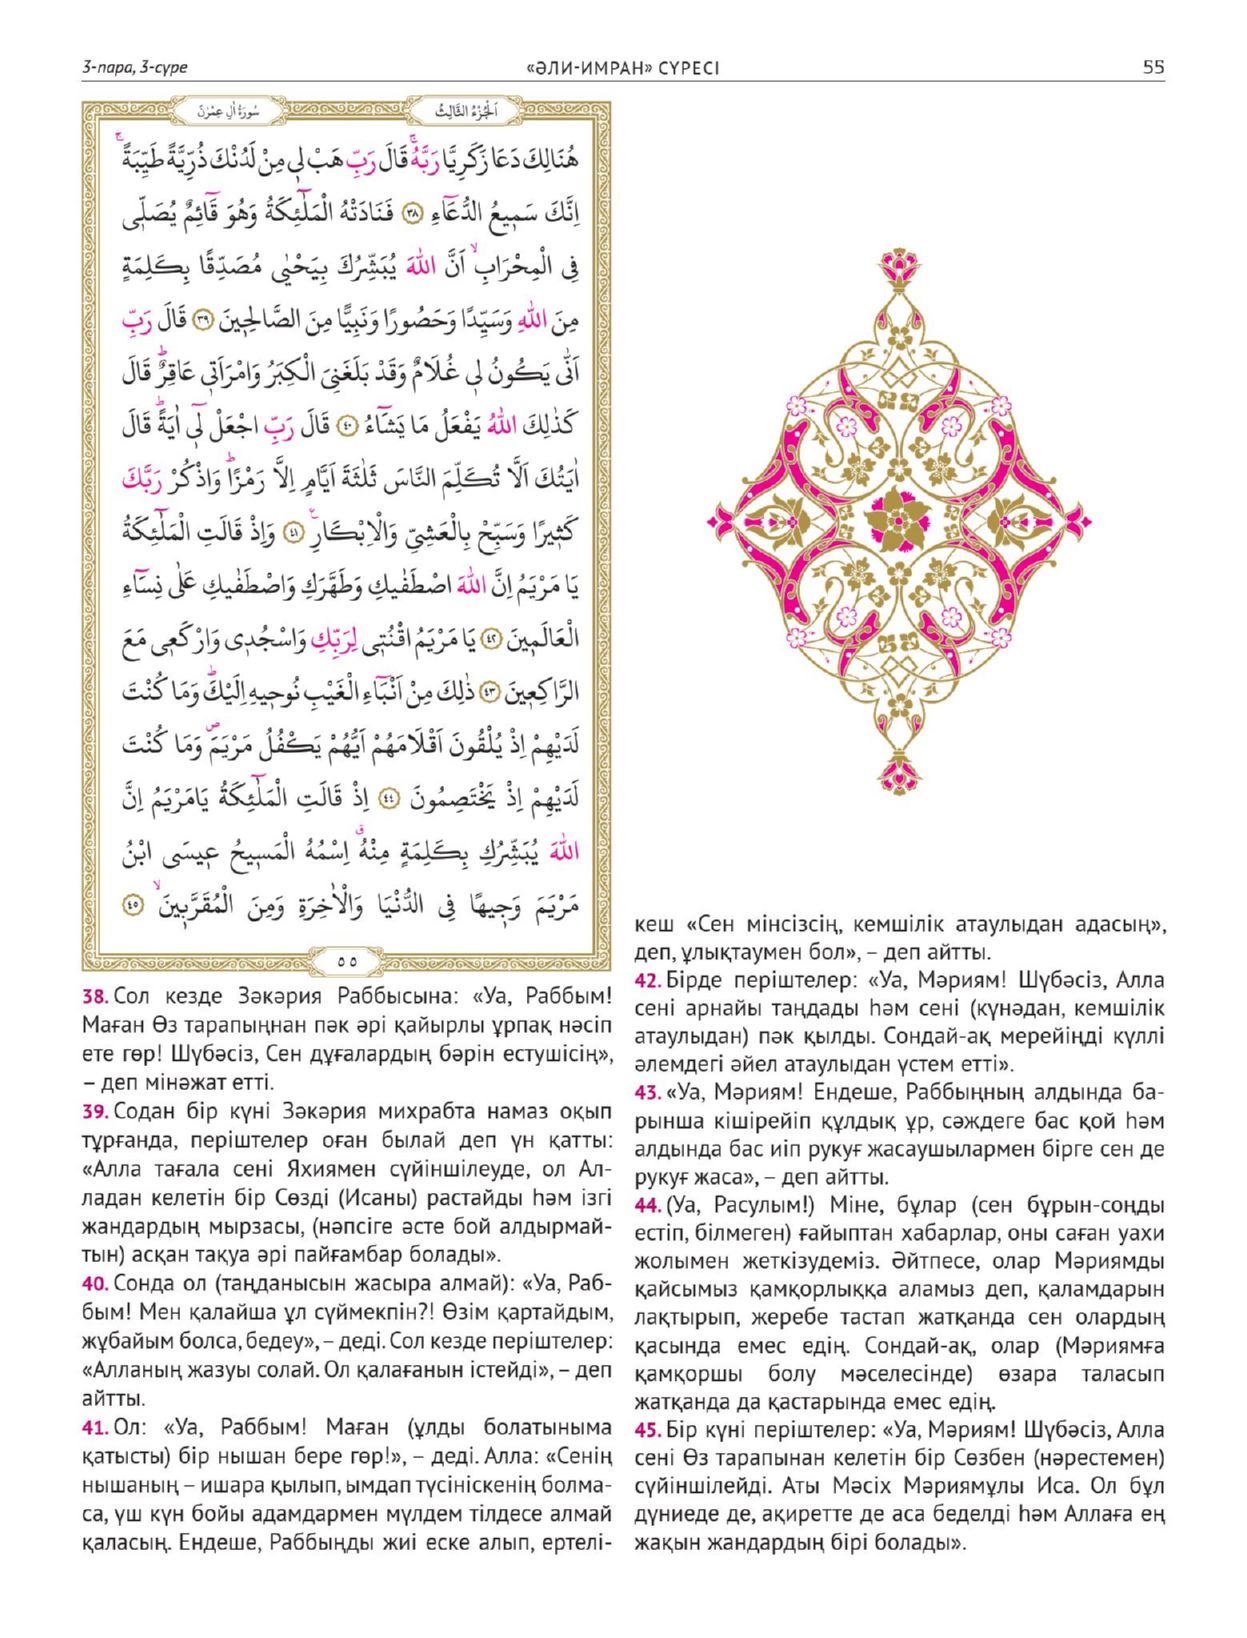 3-пара, 3-сүре
«ӘЛИ-ИМРАН» СҮРЕСІ
55
سُورَةُ اٰلِ عِمْرٰنَ
اَلْجُزْءُ الثَّالِثُ
هُنَالِكَ دَعَا زَكَرِيَّا رَبَّهُۚ قَالَ رَبِّ هَبْ لٖي مِنْ لَدُنْكَ ذُرِّيَّةً طَيِّبَةًۚ
اِنَّكَ سَمٖيعُ الدُّعَٓاءِ ٣٨ فَنَادَتْهُ الْمَلٰٓئِكَةُ وَهُوَ قَٓائِمٌ يُصَلّٖي
فِي الْمِحْرَابِۙ اَنَّ اللّٰهَ يُبَشِّرُكَ بِيَحْيٰى مُصَدِّقًا بِكَلِمَةٍ
مِنَ اللّٰهِ وَسَيِّدًا وَحَصُورًا وَنَبِيًّا مِنَ الصَّالِحٖينَ ٣٩ قَالَ رَبِّ
اَنّٰى يَكُونُ لٖي غُلَامٌ وَقَدْ بَلَغَنِيَ الْكِبَرُ وَامْرَاَتٖي عَاقِرٌؕ قَالَ
كَذٰلِكَ اللّٰهُ يَفْعَلُ مَا يَشَٓاءُ ٤٠ قَالَ رَبِّ اجْعَلْ لٖٓي اٰيَةًؕ قَالَ
اٰيَتُكَ اَلَّا تُكَلِّمَ النَّاسَ ثَلٰثَةَ اَيَّامٍ اِلَّا رَمْزًاؕ وَاذْكُرْ رَبَّكَ
كَثٖيرًا وَسَبِّحْ بِالْعَشِيِّ وَالْاِبْكَارِ۟ ٤١ وَاِذْ قَالَتِ الْمَلٰٓئِكَةُ
يَا مَرْيَمُ اِنَّ اللّٰهَ اصْطَفٰيكِ وَطَهَّرَكِ وَاصْطَفٰيكِ عَلٰى نِسَٓاءِ
الْعَالَمٖينَ ٤٢ يَا مَرْيَمُ اقْنُتٖي لِرَبِّكِ وَاسْجُدٖي وَارْكَعٖي مَعَ
الرَّاكِعٖينَ ٤٣ ذٰلِكَ مِنْ اَنْبَٓاءِ الْغَيْبِ نُوحٖيهِ اِلَيْكَؕ وَمَا كُنْتَ
لَدَيْهِمْ اِذْ يُلْقُونَ اَقْلَامَهُمْ اَيُّهُمْ يَكْفُلُ مَرْيَمَۖ وَمَا كُنْتَ
لَدَيْهِمْ اِذْ يَخْتَصِمُونَ ٤٤ اِذْ قَالَتِ الْمَلٰٓئِكَةُ يَامَرْيَمُ اِنَّ
اللّٰهَ يُبَشِّرُكِ بِكَلِمَةٍ مِنْهُۗ اِسْمُهُ الْمَسٖيحُ عٖيسَى ابْنُ
مَرْيَمَ وَجٖيهًا فِي الدُّنْيَا وَالْاٰخِرَةِ وَمِنَ الْمُقَرَّبٖينَۙ ٤٥
٥٥
38. Сол кезде Зәкәрия Раббысына: «Уа, Раббым!
Маған Өз тарапыңнан пәк әрі қайырлы ұрпақ нәсіп
ете гөр! Шүбәсіз, Сен дұғалардың бәрін естушісің»,
– деп мінәжат етті.
39. Содан бір күні Зәкәрия михрабта намаз оқып
тұрғанда, періштелер оған былай деп үн қатты:
«Алла тағала сені Яхиямен сүйіншілеуде, ол Ал-
ладан келетін бір Сөзді (Исаны) растайды һәм ізгі
жандардың мырзасы, (нәпсіге әсте бой алдырмай-
тын) асқан тақуа әрі пайғамбар болады».
40. Сонда ол (таңданысын жасыра алмай): «Уа, Раб-
бым! Мен қалайша ұл сүймекпін?! Өзім қартайдым,
жұбайым болса, бедеу», – деді. Сол кезде періштелер:
«Алланың жазуы солай. Ол қалағанын істейді», – деп
айтты.
41. Ол: «Уа, Раббым! Маған (ұлды болатыныма
қатысты) бір нышан бере гөр!», – деді. Алла: «Сенің
нышаның – ишара қылып, ымдап түсініскенің болма-
са, үш күн бойы адамдармен мүлдем тілдесе алмай
қаласың. Ендеше, Раббыңды жиі еске алып, ертелі-
кеш «Сен мінсізсің, кемшілік атаулыдан адасың»,
деп, ұлықтаумен бол», – деп айтты.
42. Бірде періштелер: «Уа, Мәриям! Шүбәсіз, Алла
сені арнайы таңдады һәм сені (күнәдан, кемшілік
атаулыдан) пәк қылды. Сондай-ақ мерейіңді күллі
әлемдегі әйел атаулыдан үстем етті».
43. «Уа, Мәриям! Ендеше, Раббыңның алдында ба-
рынша кішірейіп құлдық ұр, сәждеге бас қой һәм
алдында бас иіп рукуғ жасаушылармен бірге сен де
рукуғ жаса», – деп айтты.
44. (Уа, Расулым!) Міне, бұлар (сен бұрын-соңды
естіп, білмеген) ғайыптан хабарлар, оны саған уахи
жолымен жеткізудеміз. Әйтпесе, олар Мәриямды
қайсымыз қамқорлыққа аламыз деп, қаламдарын
лақтырып, жеребе тастап жатқанда сен олардың
қасында емес едің. Сондай-ақ, олар (Мәриямға
қамқоршы болу мәселесінде) өзара таласып
жатқанда да қастарында емес едің.
45. Бір күні періштелер: «Уа, Мәриям! Шүбәсіз, Алла
сені Өз тарапынан келетін бір Сөзбен (нәрестемен)
сүйіншілейді. Аты Мәсіх Мәриямұлы Иса. Ол бұл
дүниеде де, ақиретте де аса беделді һәм Аллаға ең
жақын жандардың бірі болады».